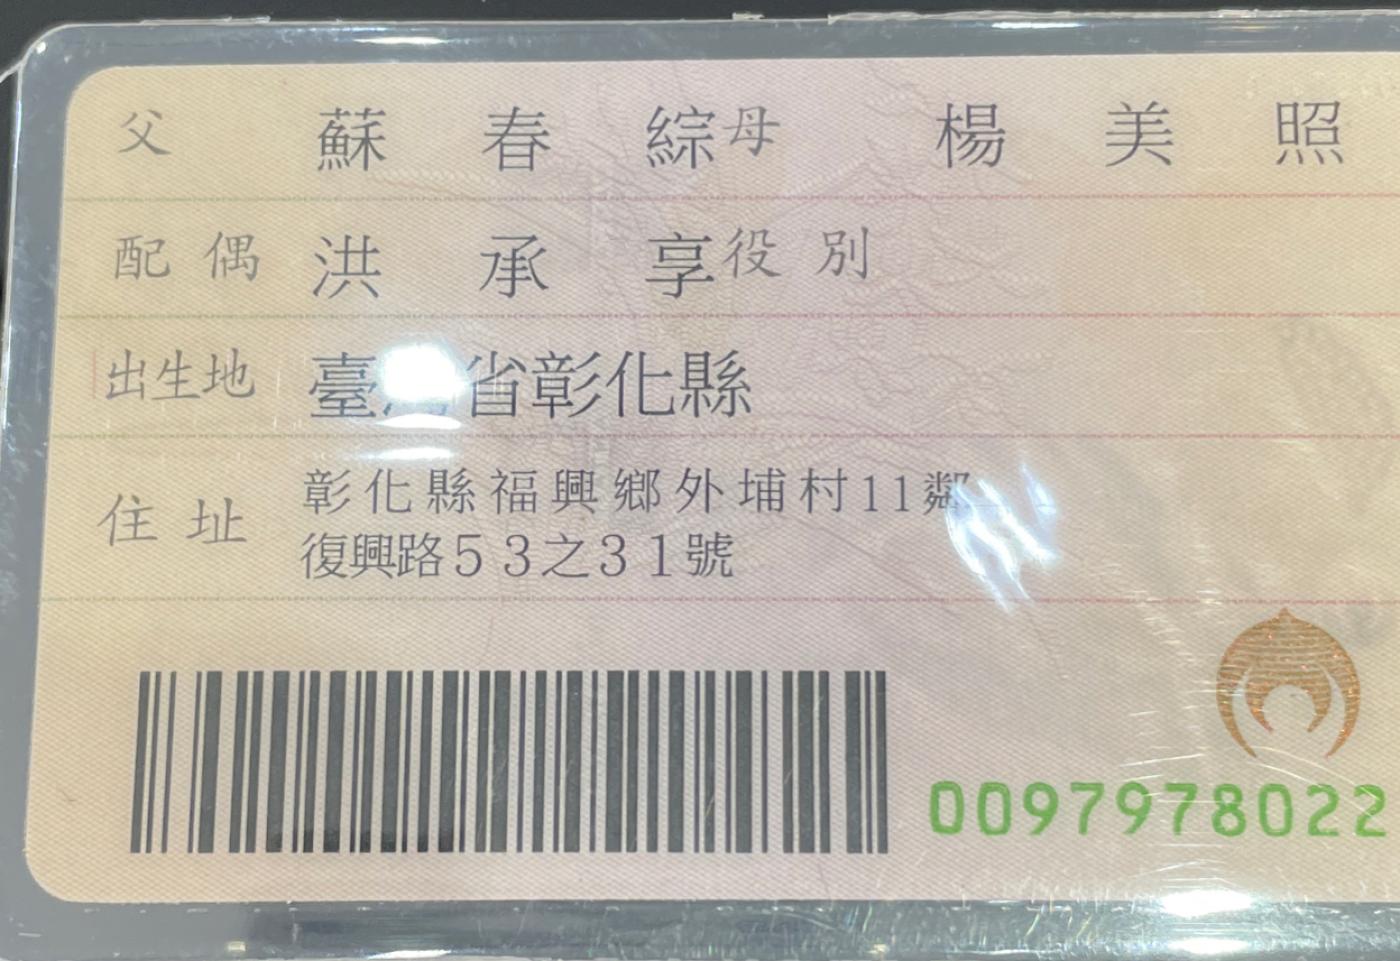 父 蘇春綜 母 楊美照
配偶 洪承享 役別
出生地 臺灣省彰化縣
住址 彰化縣福興鄉外埔村11鄰
復興路53之31號
0097978022